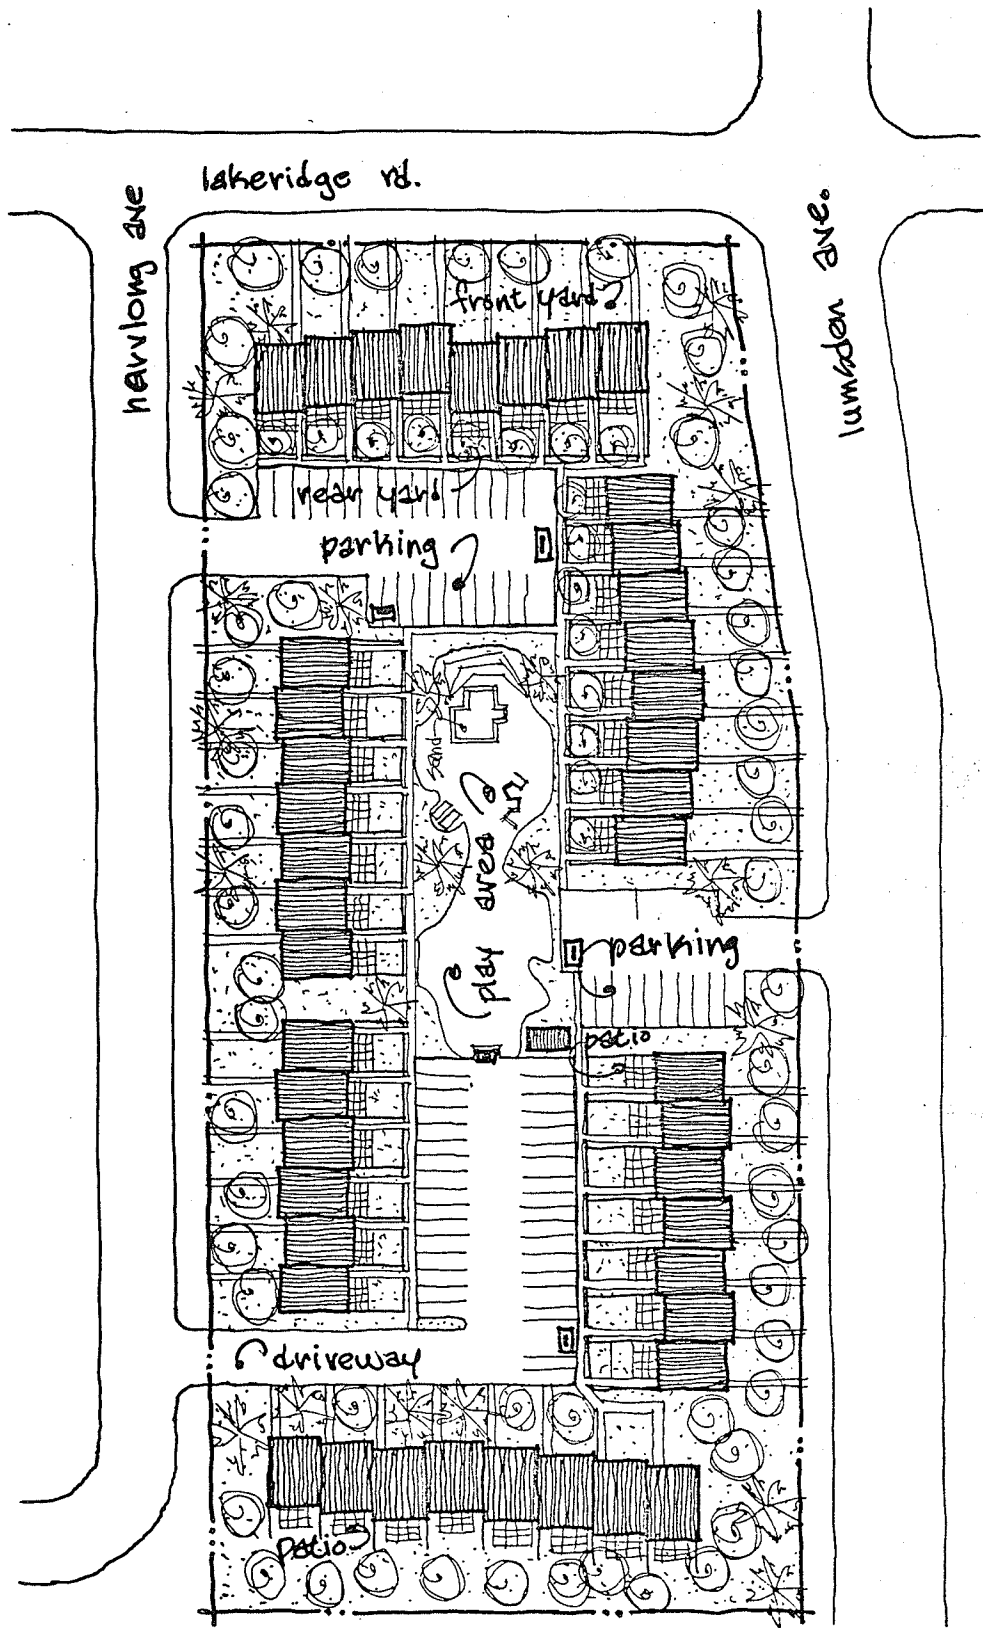 lakeridge rd.
harvlong ave
lumsden ave.
front yard
rear yard
parking
sand
play area
parking
patio
driveway
patio